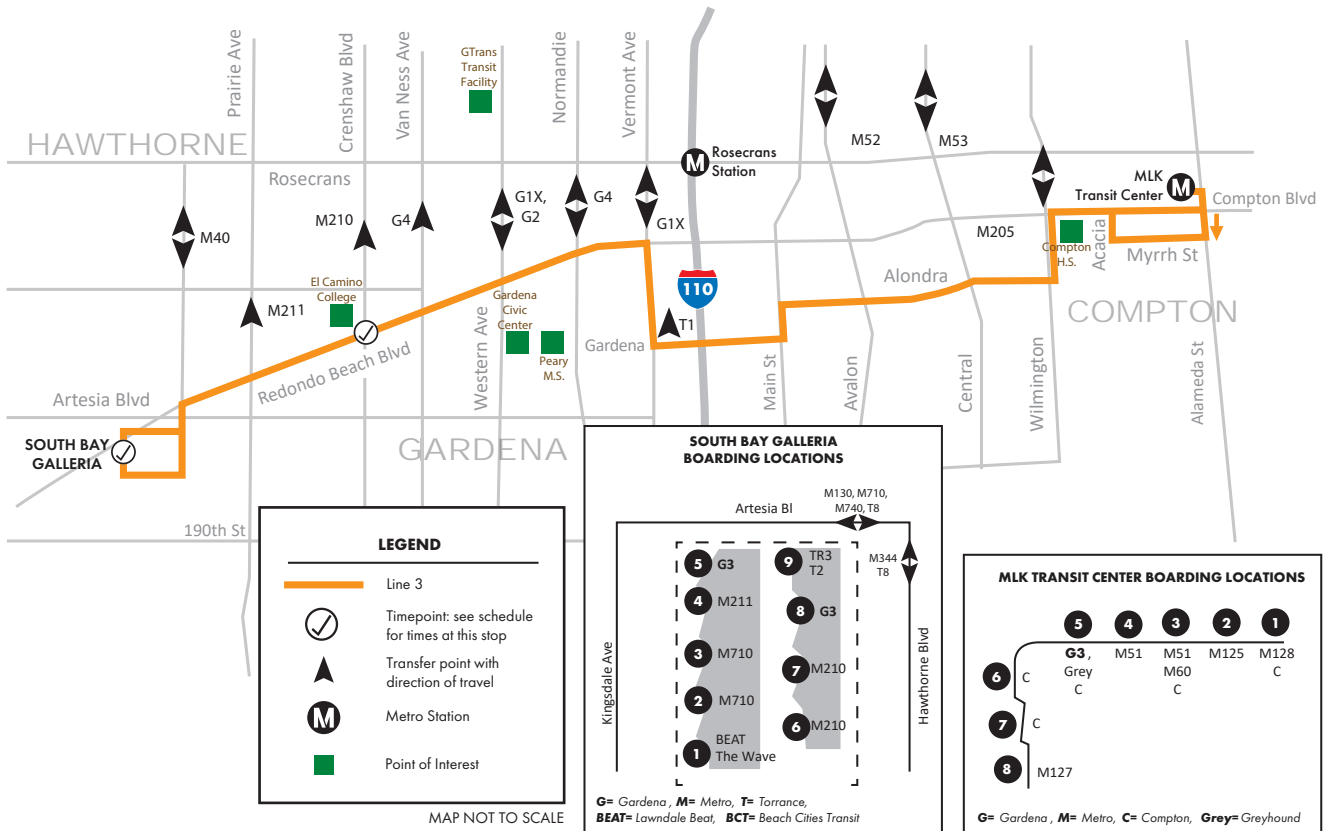 GTrans
Transit
Facility
Prairie Ave
Crenshaw Blvd
Van Ness Ave
Normandie
Vermont Ave
HAWTHORNE
Rosecrans
M
Rosecrans
Station
M52
M53
MLK
Transit Center
M
Compton Blvd
M40
M210
G4
G1X,
G2
G4
G1X
M205
Compton
H.S.
Acacia
Myrrh St
Alondra
COMPTON
El Camino
College
M211
Redondo Beach Blvd
Western Ave
Gardena
Civic
Center
Peary
M.S.
Gardena
T1
110
Main St
Avalon
Central
Wilmington
Alameda St
Artesia Blvd
SOUTH BAY
GALLERIA
GARDENA
190th St
LEGEND
Line 3
Timepoint: see schedule
for times at this stop
Transfer point with
direction of travel
M
Metro Station
Point of Interest
MAP NOT TO SCALE
SOUTH BAY GALLERIA
BOARDING LOCATIONS
Artesia Bl
M130, M710,
M740, T8
M344
T8
Kingsdale Ave
Hawthorne Blvd
5 G3
4 M211
3 M710
2 M710
1 BEAT
The Wave
9 TR3
T2
8 G3
7 M210
6 M210
G= Gardena , M= Metro, T= Torrance,
BEAT= Lawndale Beat, BCT= Beach Cities Transit
MLK TRANSIT CENTER BOARDING LOCATIONS
5 4 3 2 1
G3 , M51 M51 M125 M128
Grey M60 C
C C
6 C
7 C
8 M127
G= Gardena , M= Metro, C= Compton, Grey= Greyhound